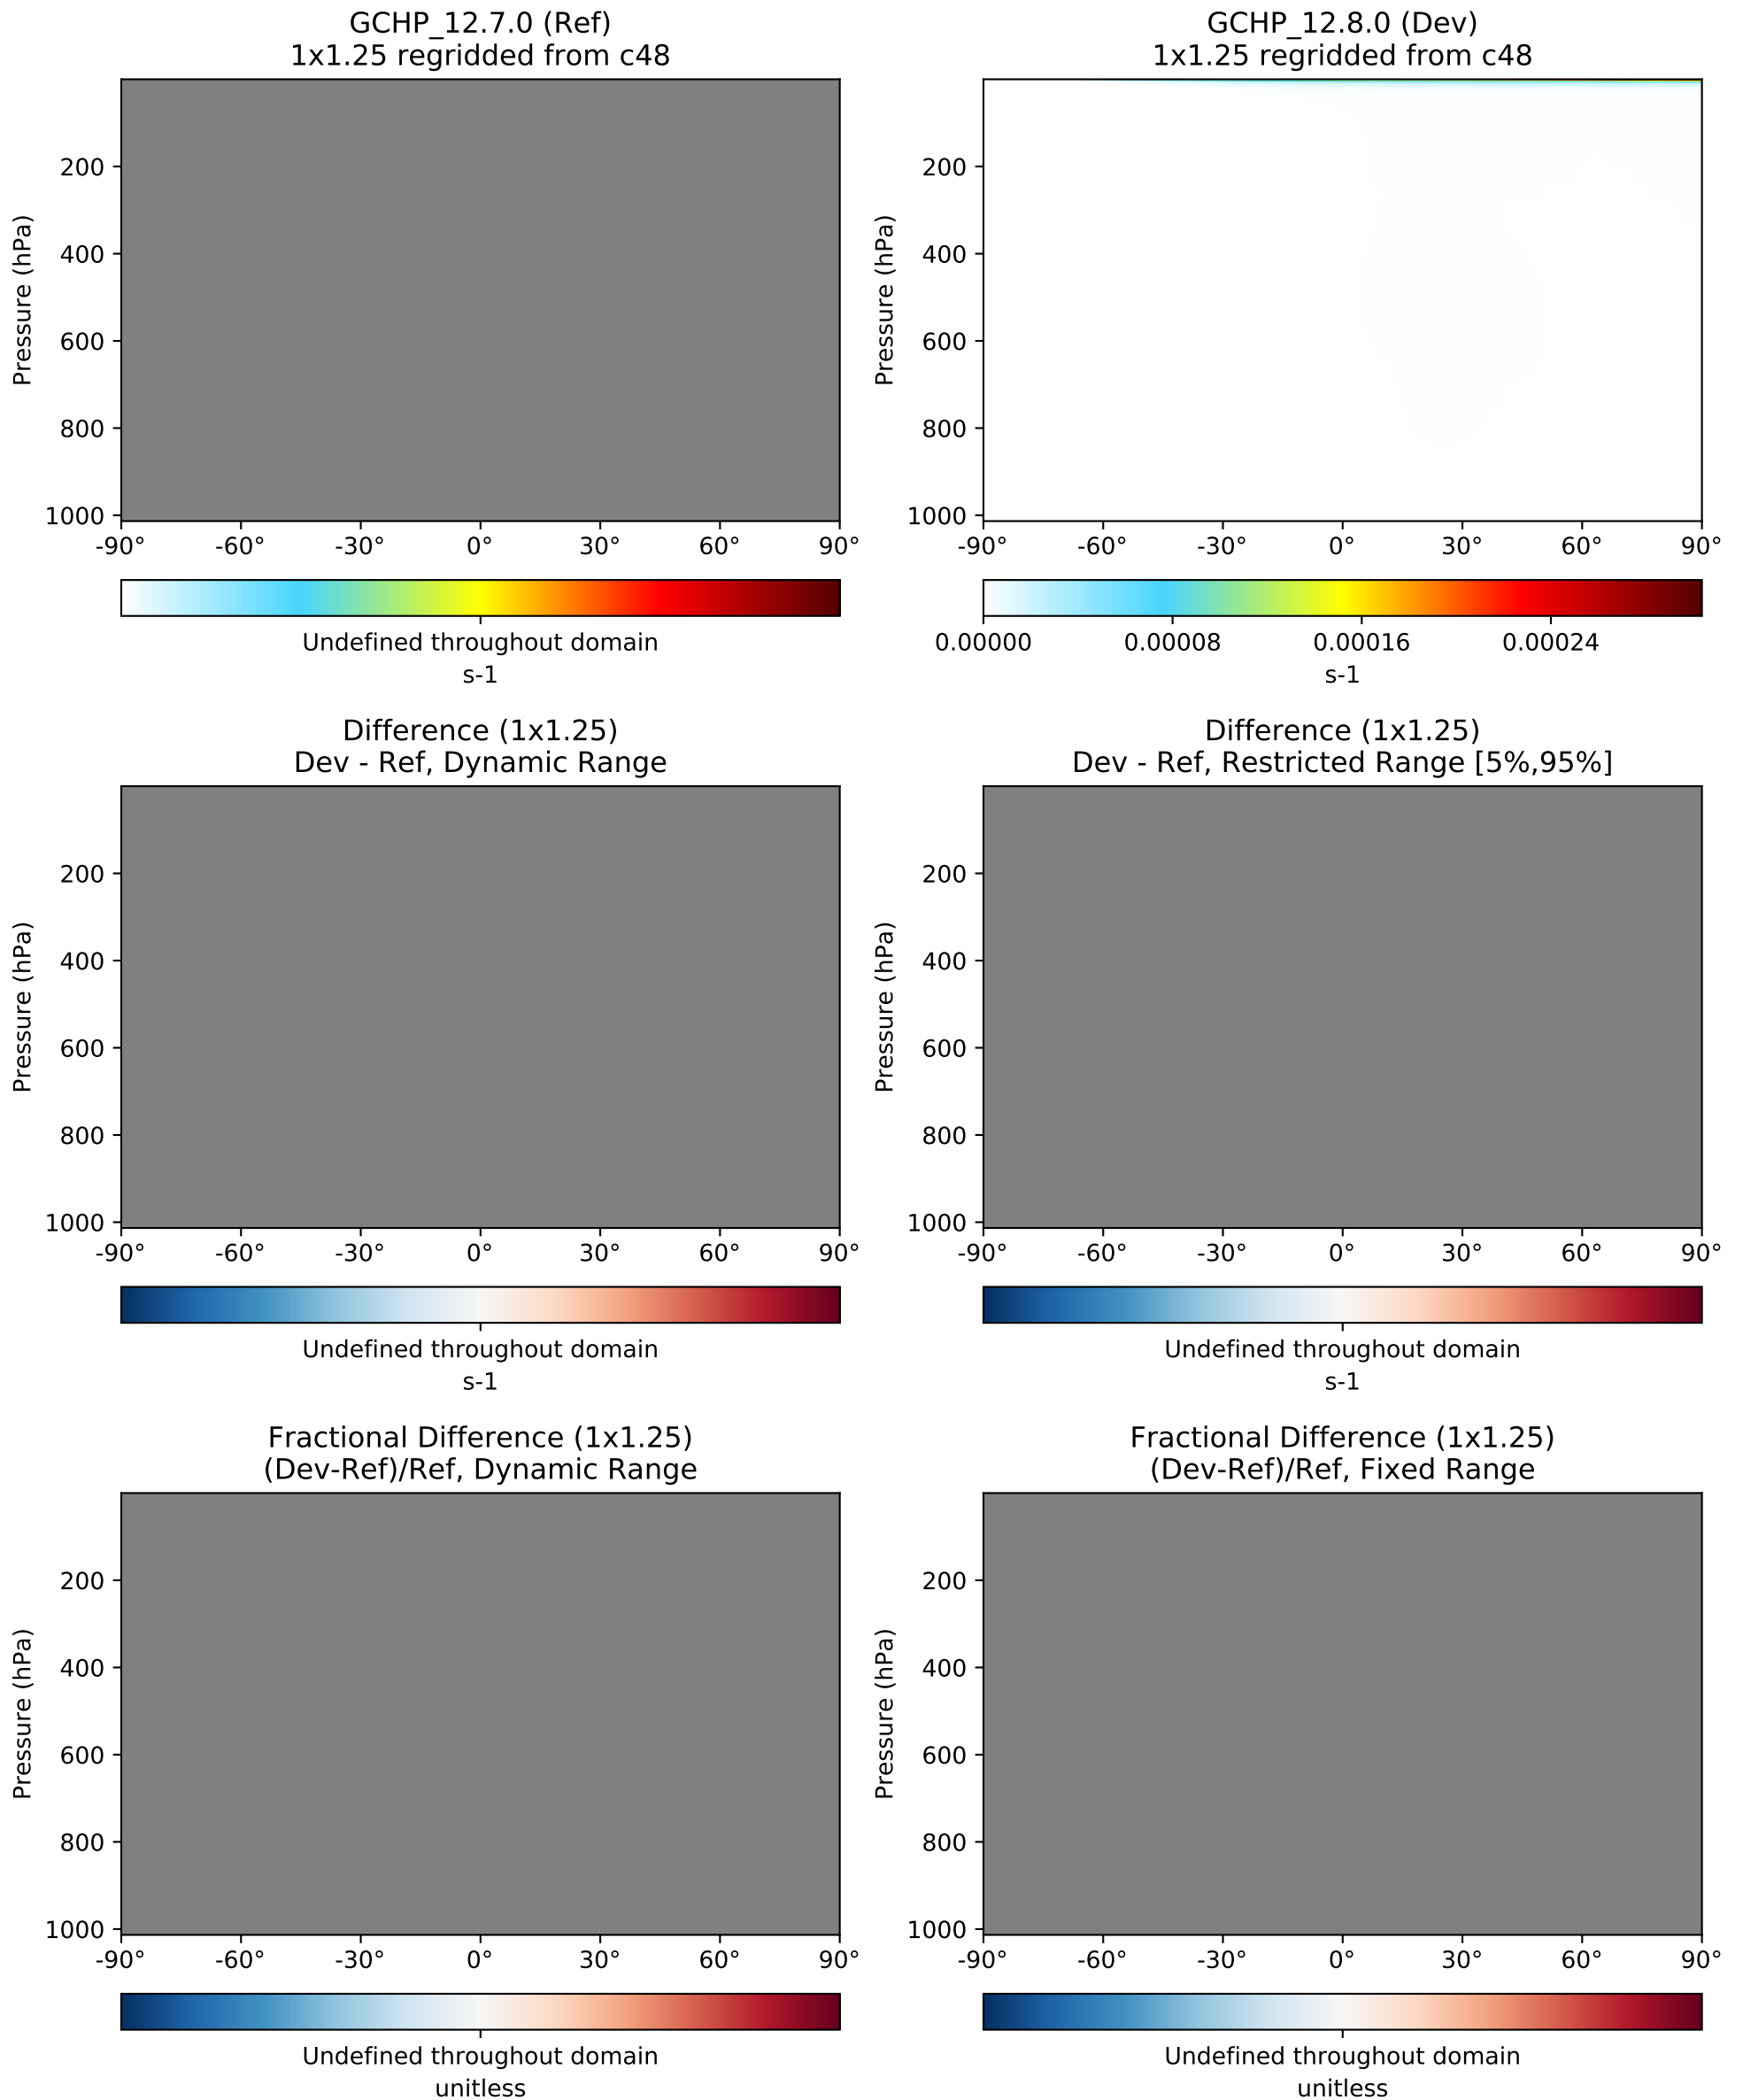 GCHP_12.7.0 (Ref)
1x1.25 regridded from c48
Pressure (hPa)
200
400
600
800
1000
-90° -60° -30° 0° 30° 60° 90°
Undefined throughout domain
s-1
GCHP_12.8.0 (Dev)
1x1.25 regridded from c48
Pressure (hPa)
200
400
600
800
1000
-90° -60° -30° 0° 30° 60° 90°
0.00000 0.00008 0.00016 0.00024
s-1
Difference (1x1.25)
Dev - Ref, Dynamic Range
Pressure (hPa)
200
400
600
800
1000
-90° -60° -30° 0° 30° 60° 90°
Undefined throughout domain
s-1
Difference (1x1.25)
Dev - Ref, Restricted Range [5%,95%]
Pressure (hPa)
200
400
600
800
1000
-90° -60° -30° 0° 30° 60° 90°
Undefined throughout domain
s-1
Fractional Difference (1x1.25)
(Dev-Ref)/Ref, Dynamic Range
Pressure (hPa)
200
400
600
800
1000
-90° -60° -30° 0° 30° 60° 90°
Undefined throughout domain
unitless
Fractional Difference (1x1.25)
(Dev-Ref)/Ref, Fixed Range
Pressure (hPa)
200
400
600
800
1000
-90° -60° -30° 0° 30° 60° 90°
Undefined throughout domain
unitless